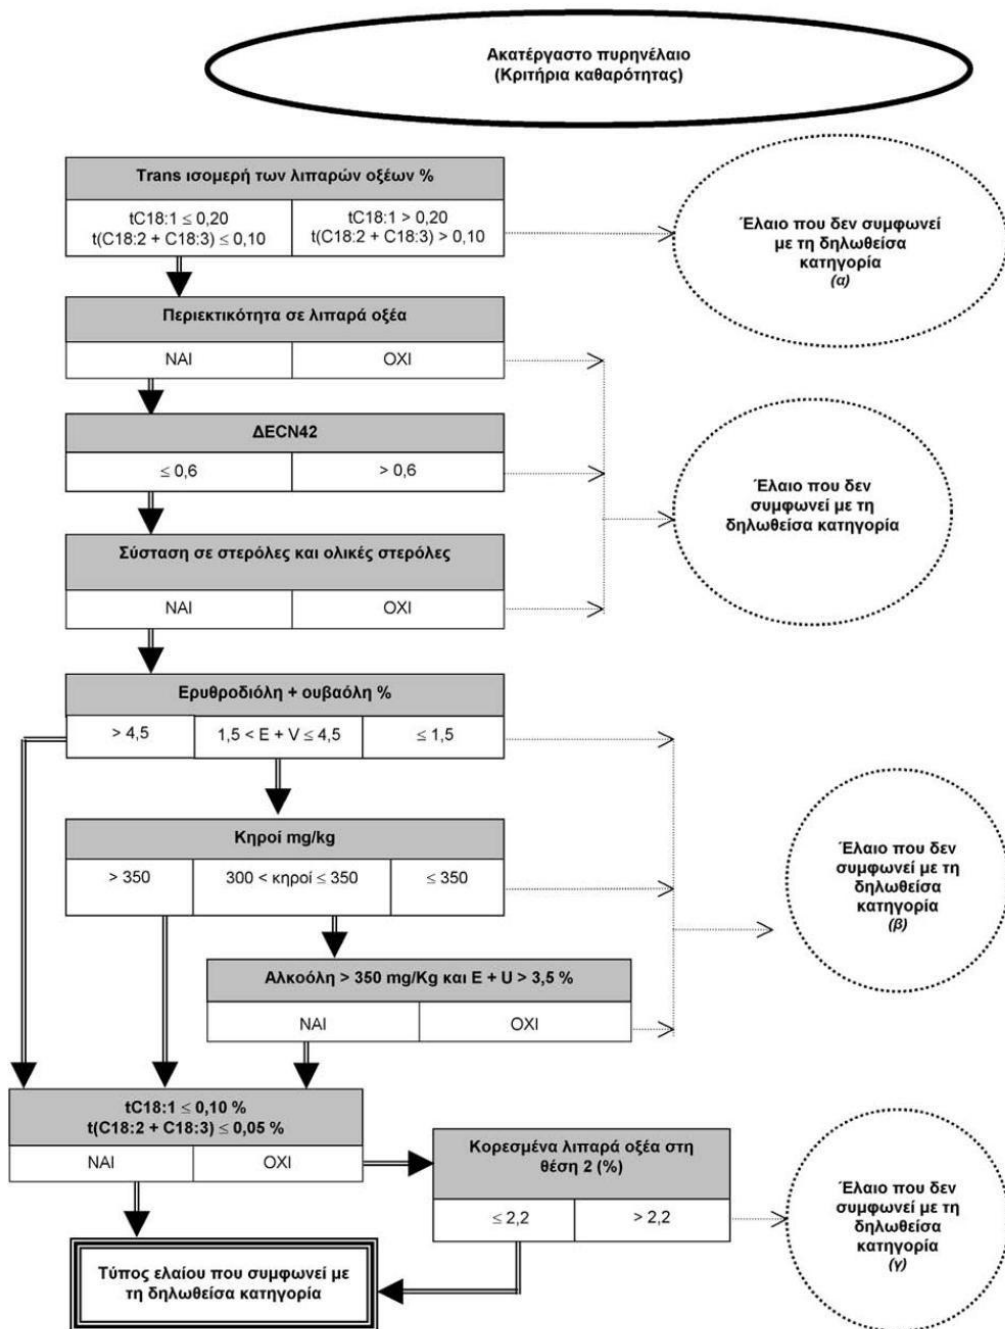 Ακατέργαστο πυρηνέλαιο
(Κριτήρια καθαρότητας)
Trans ισομερή των λιπαρών οξέων %
tC18:1 ≤ 0,20
t(C18:2 + C18:3) ≤ 0,10
tC18:1 > 0,20
t(C18:2 + C18:3) > 0,10
Έλαιο που δεν συμφωνεί
με τη δηλωθείσα
κατηγορία
(α)
Περιεκτικότητα σε λιπαρά οξέα
ΝΑΙ
ΟΧΙ
ΔECN42
≤ 0,6
> 0,6
Έλαιο που δεν
συμφωνεί με τη
δηλωθείσα κατηγορία
Σύσταση σε στερόλες και ολικές στερόλες
ΝΑΙ
ΟΧΙ
Ερυθροδιόλη + ουβαόλη %
> 4,5
1,5 < E + V ≤ 4,5
≤ 1,5
Κηροί mg/kg
> 350
300 < κηροί ≤ 350
≤ 350
Έλαιο που δεν
συμφωνεί με τη
δηλωθείσα
κατηγορία
(β)
Αλκοόλη > 350 mg/Kg και E + U > 3,5 %
ΝΑΙ
ΟΧΙ
tC18:1 ≤ 0,10 %
t(C18:2 + C18:3) ≤ 0,05 %
ΝΑΙ
ΟΧΙ
Κορεσμένα λιπαρά οξέα στη
θέση 2 (%)
≤ 2,2
> 2,2
Έλαιο που δεν
συμφωνεί με τη
δηλωθείσα
κατηγορία
(γ)
Τύπος ελαίου που συμφωνεί με
τη δηλωθείσα κατηγορία